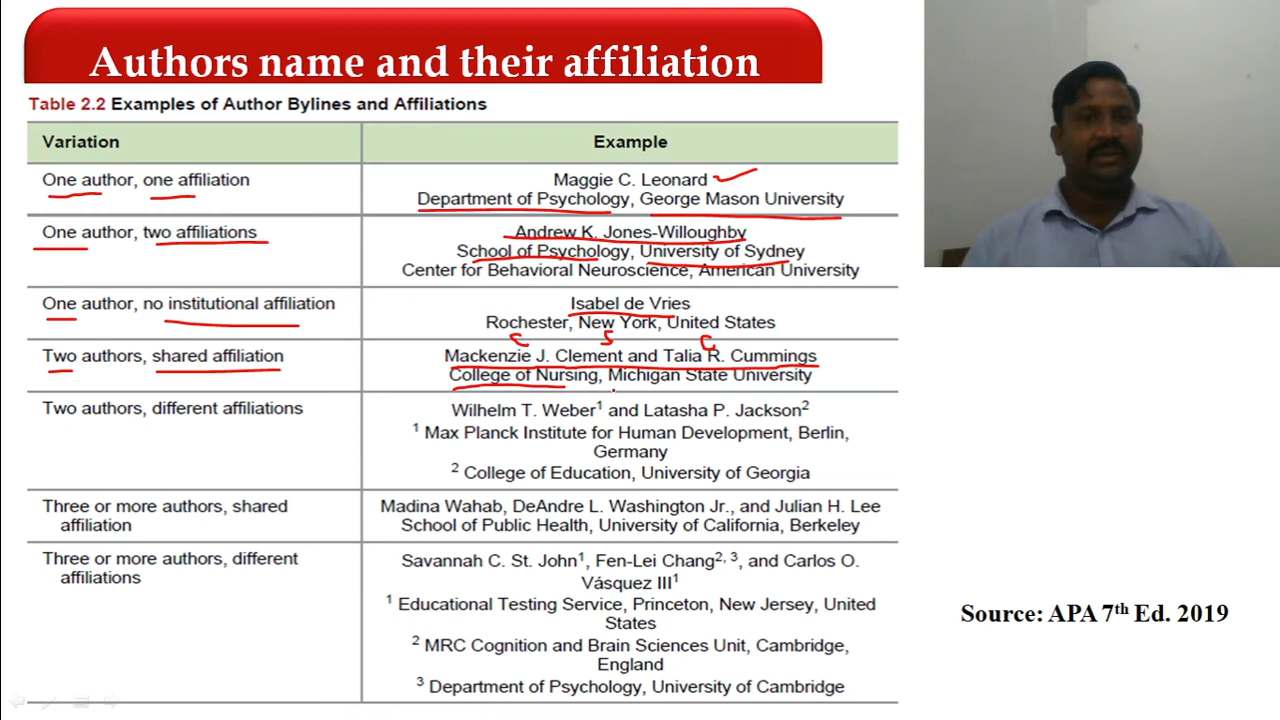 Authors name and their affiliation
Table 2.2 Examples of Author Bylines and Affiliations
Variation
Example
One author, one affiliation
Maggie C. Leonard
Department of Psychology, George Mason University
One author, two affiliations
Andrew K. Jones-Willoughby
School of Psychology, University of Sydney
Center for Behavioral Neuroscience, American University
One author, no institutional affiliation
Isabel de Vries
Rochester, New York, United States
C S C
Two authors, shared affiliation
Mackenzie J. Clement and Talia R. Cummings
College of Nursing, Michigan State University
Two authors, different affiliations
Wilhelm T. Weber¹ and Latasha P. Jackson²
¹ Max Planck Institute for Human Development, Berlin,
Germany
² College of Education, University of Georgia
Three or more authors, shared
affiliation
Madina Wahab, DeAndre L. Washington Jr., and Julian H. Lee
School of Public Health, University of California, Berkeley
Three or more authors, different
affiliations
Savannah C. St. John¹, Fen-Lei Chang²,³, and Carlos O.
Vásquez III¹
¹ Educational Testing Service, Princeton, New Jersey, United
States
² MRC Cognition and Brain Sciences Unit, Cambridge,
England
³ Department of Psychology, University of Cambridge
Source: APA 7th Ed. 2019